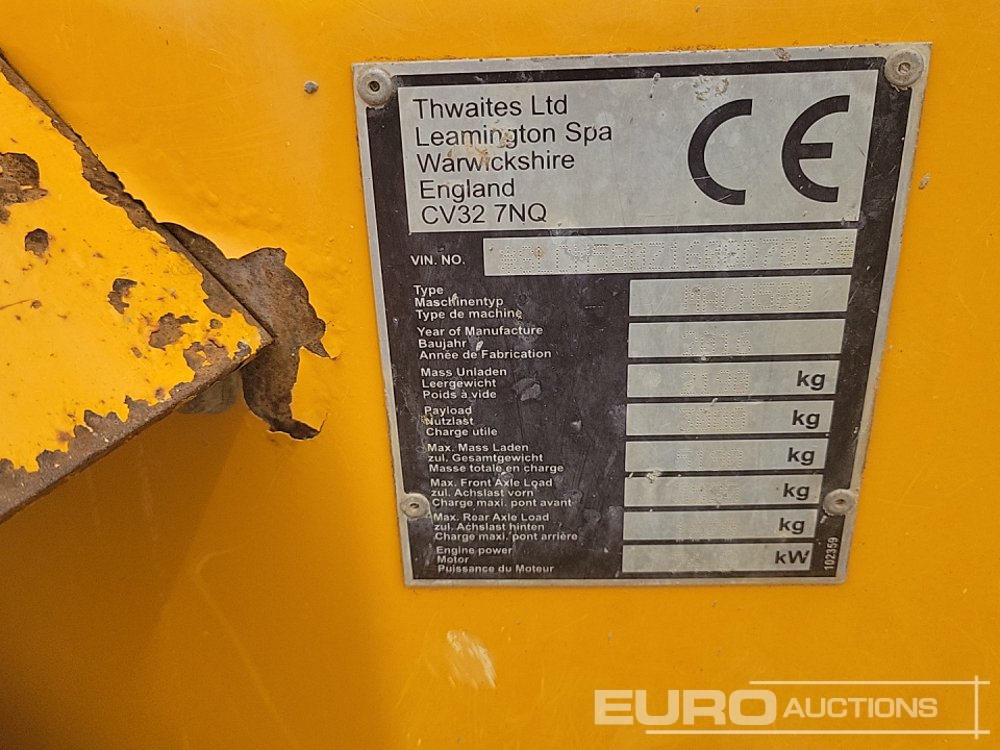 Thwaites Ltd
Leamington Spa
Warwickshire
England
CV32 7NQ
CE
VIN. NO.
Type
Maschinentyp
Type de machine
Year of Manufacture
Baujahr
Année de Fabrication
2016
Mass Unladen
Leergewicht
Poids à vide
kg
Payload
Nutzlast
Charge utile
kg
Max. Mass Laden
zul. Gesamtgewicht
Masse totale en charge
kg
Max. Front Axle Load
zul. Achslast vorn
Charge maxi. pont avant
kg
Max. Rear Axle Load
zul. Achslast hinten
Charge maxi. pont arrière
kg
Engine power
Motor
Puissance du Moteur
kW
102359
EURO AUCTIONS